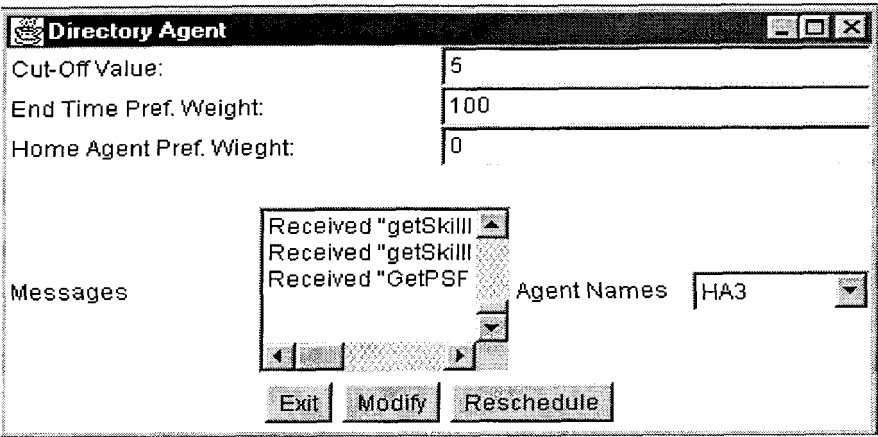 Directory Agent
Cut-Off Value: 5
End Time Pref. Weight: 100
Home Agent Pref. Wieght: 0
Received "getSkilll
Received "getSkilll
Received "GetPSF
Messages
Agent Names HA3
Exit Modify Reschedule